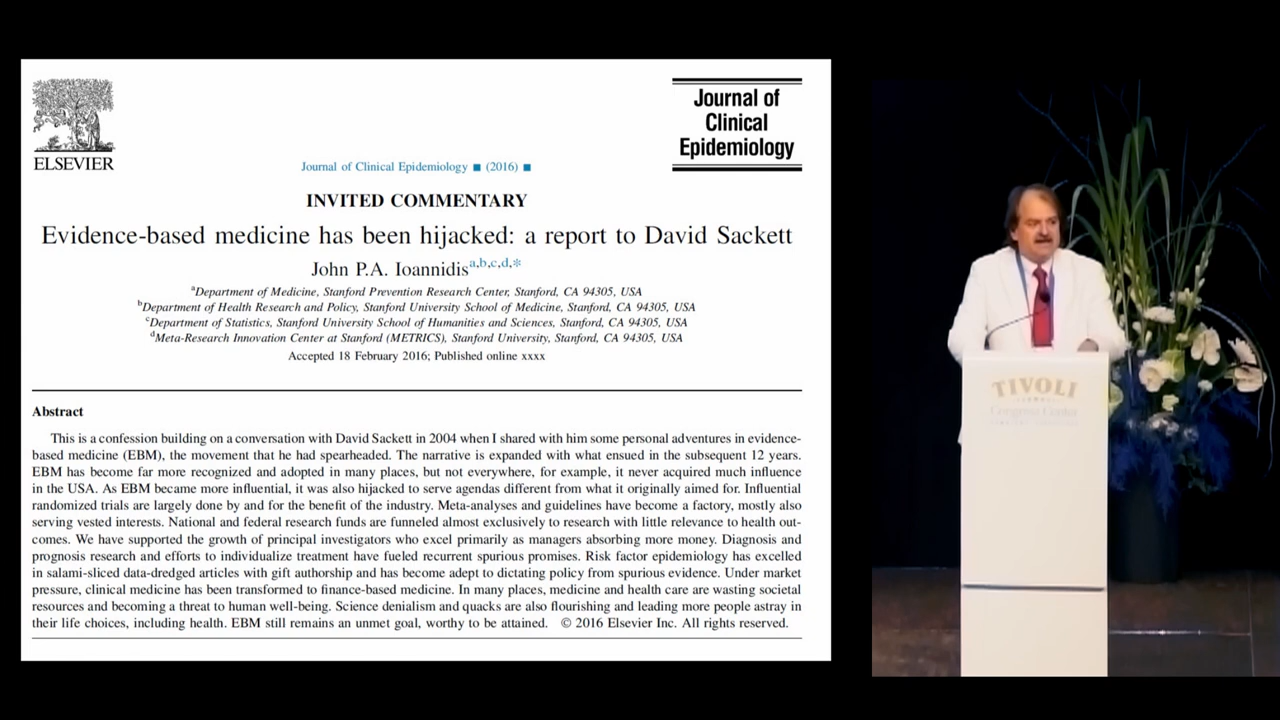 ELSEVIER
Journal of
Clinical
Epidemiology
Journal of Clinical Epidemiology ■ (2016) ■
INVITED COMMENTARY
Evidence-based medicine has been hijacked: a report to David Sackett
John P.A. Ioannidis a,b,c,d,*
aDepartment of Medicine, Stanford Prevention Research Center, Stanford, CA 94305, USA
bDepartment of Health Research and Policy, Stanford University School of Medicine, Stanford, CA 94305, USA
cDepartment of Statistics, Stanford University School of Humanities and Sciences, Stanford, CA 94305, USA
dMeta-Research Innovation Center at Stanford (METRICS), Stanford University, Stanford, CA 94305, USA
Accepted 18 February 2016; Published online xxxx
Abstract
This is a confession building on a conversation with David Sackett in 2004 when I shared with him some personal adventures in evidence-
based medicine (EBM), the movement that he had spearheaded. The narrative is expanded with what ensued in the subsequent 12 years.
EBM has become far more recognized and adopted in many places, but not everywhere, for example, it never acquired much influence
in the USA. As EBM became more influential, it was also hijacked to serve agendas different from what it originally aimed for. Influential
randomized trials are largely done by and for the benefit of the industry. Meta-analyses and guidelines have become a factory, mostly also
serving vested interests. National and federal research funds are funneled almost exclusively to research with little relevance to health out-
comes. We have supported the growth of principal investigators who excel primarily as managers absorbing more money. Diagnosis and
prognosis research and efforts to individualize treatment have fueled recurrent spurious promises. Risk factor epidemiology has excelled
in salami-sliced data-dredged articles with gift authorship and has become adept to dictating policy from spurious evidence. Under market
pressure, clinical medicine has been transformed to finance-based medicine. In many places, medicine and health care are wasting societal
resources and becoming a threat to human well-being. Science denialism and quacks are also flourishing and leading more people astray in
their life choices, including health. EBM still remains an unmet goal, worthy to be attained. © 2016 Elsevier Inc. All rights reserved.
TIVOLI
Congress Center